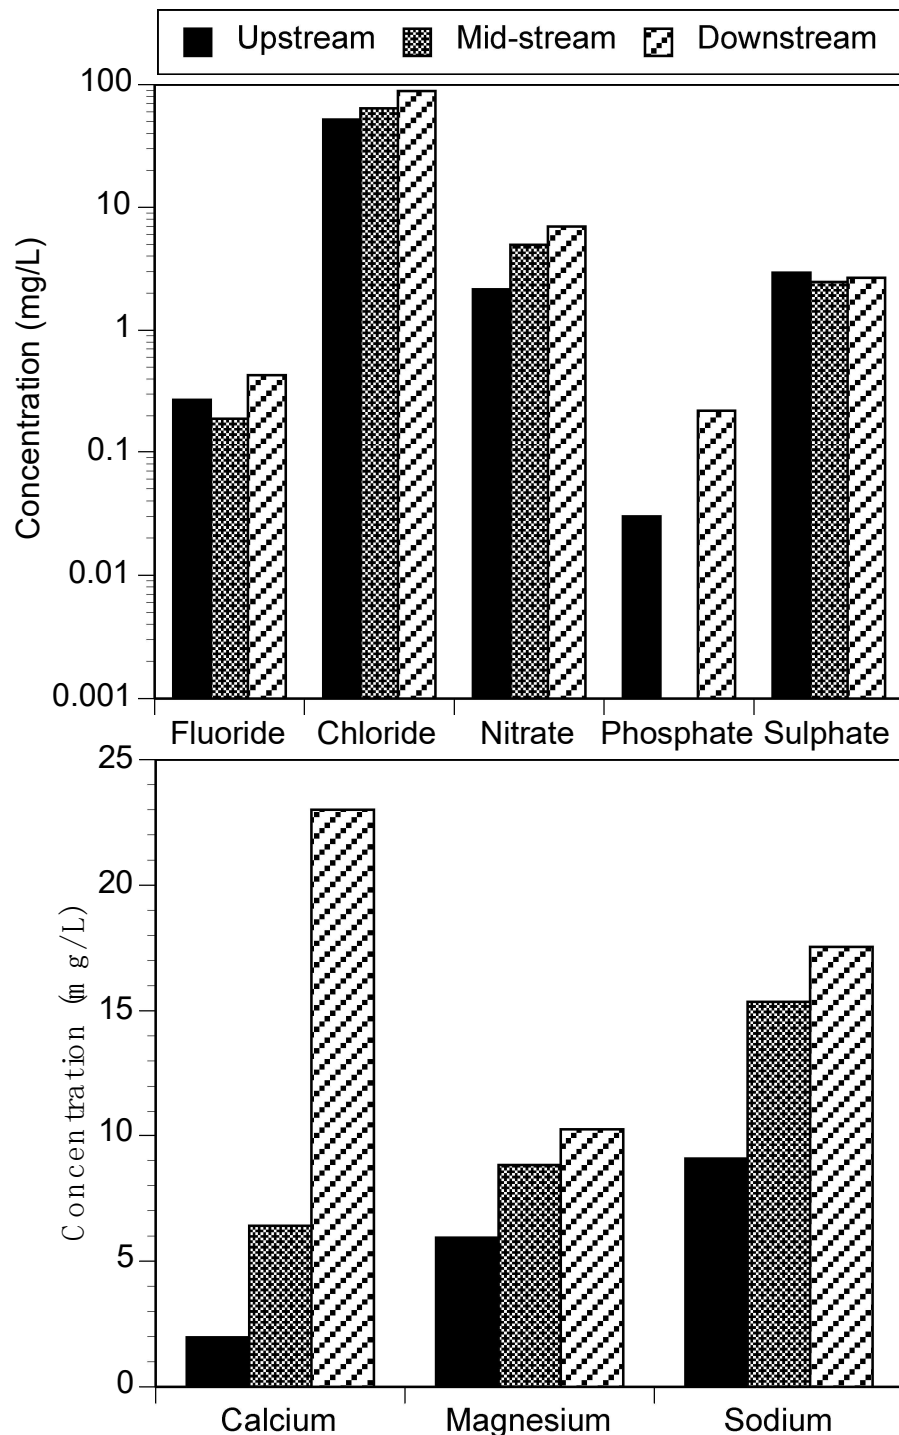 Upstream Mid-stream Downstream
100
10
1
0.1
0.01
0.001
Concentration (mg/L)
Fluoride Chloride Nitrate Phosphate Sulphate
25
20
15
10
5
0
Concentration (mg/L)
Calcium Magnesium Sodium